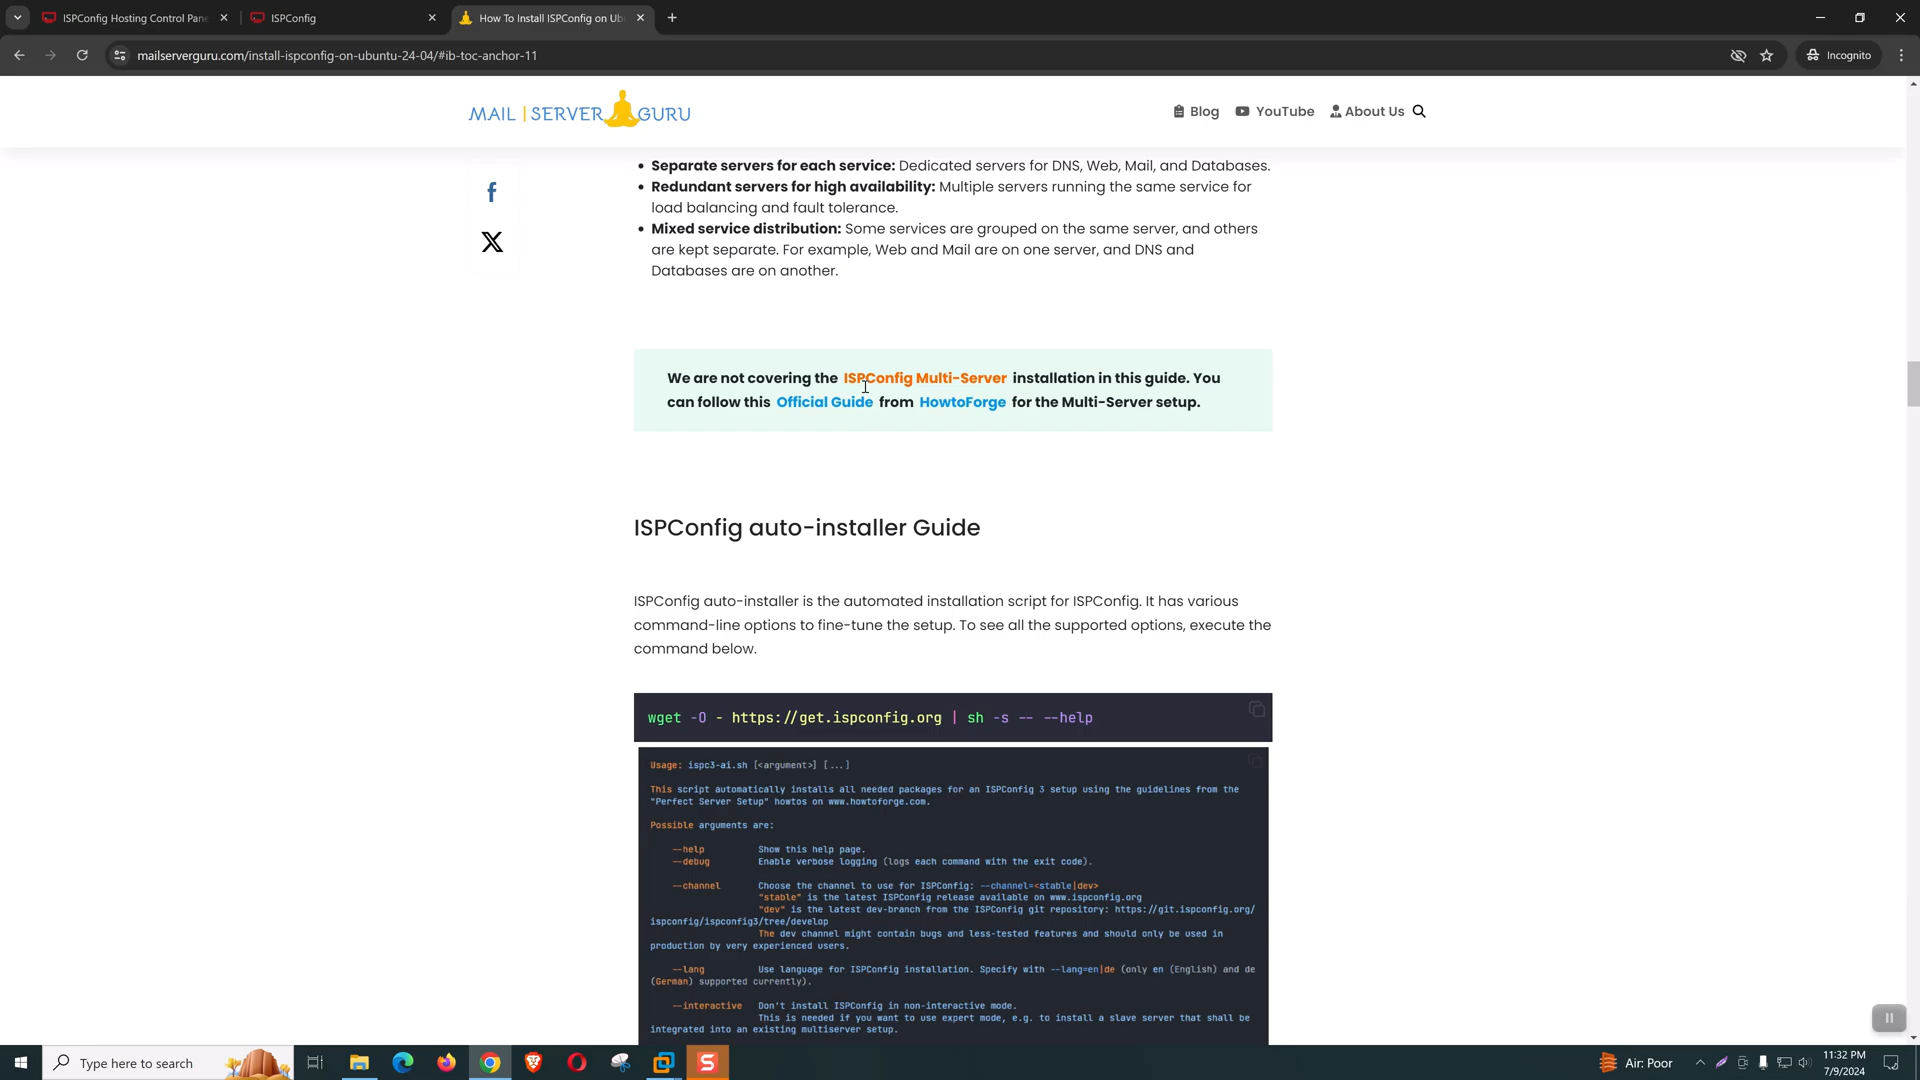 ISPConfig Hosting Control Pane
ISPConfig
How To Install ISPConfig on Ub
mailserverguru.com/install-ispconfig-on-ubuntu-24-04/#ib-toc-anchor-11
Incognito
MAIL | SERVER GURU
Blog
YouTube
About Us
• Separate servers for each service: Dedicated servers for DNS, Web, Mail, and Databases.
• Redundant servers for high availability: Multiple servers running the same service for
load balancing and fault tolerance.
• Mixed service distribution: Some services are grouped on the same server, and others
are kept separate. For example, Web and Mail are on one server, and DNS and
Databases are on another.
We are not covering the ISPConfig Multi-Server installation in this guide. You
can follow this Official Guide from HowtoForge for the Multi-Server setup.
ISPConfig auto-installer Guide
ISPConfig auto-installer is the automated installation script for ISPConfig. It has various
command-line options to fine-tune the setup. To see all the supported options, execute the
command below.
wget -O - https://get.ispconfig.org | sh -s -- --help
Usage: ispc3-ai.sh [<argument>] [...]
This script automatically installs all needed packages for an ISPConfig 3 setup using the guidelines from the
"Perfect Server Setup" howtos on www.howtoforge.com.
Possible arguments are:
--help Show this help page.
--debug Enable verbose logging (logs each command with the exit code).
--channel Choose the channel to use for ISPConfig: --channel=<stable|dev>
"stable" is the latest ISPConfig release available on www.ispconfig.org
"dev" is the latest dev-branch from the ISPConfig git repository: https://git.ispconfig.org/
ispconfig/ispconfig3/tree/develop
The dev channel might contain bugs and less-tested features and should only be used in
production by very experienced users.
--lang Use language for ISPConfig installation. Specify with --lang=en|de (only en (English) and de
(German) supported currently).
--interactive Don't install ISPConfig in non-interactive mode.
This is needed if you want to use expert mode, e.g. to install a slave server that shall be
integrated into an existing multiserver setup.
Type here to search
S
Air: Poor
11:32 PM
7/9/2024